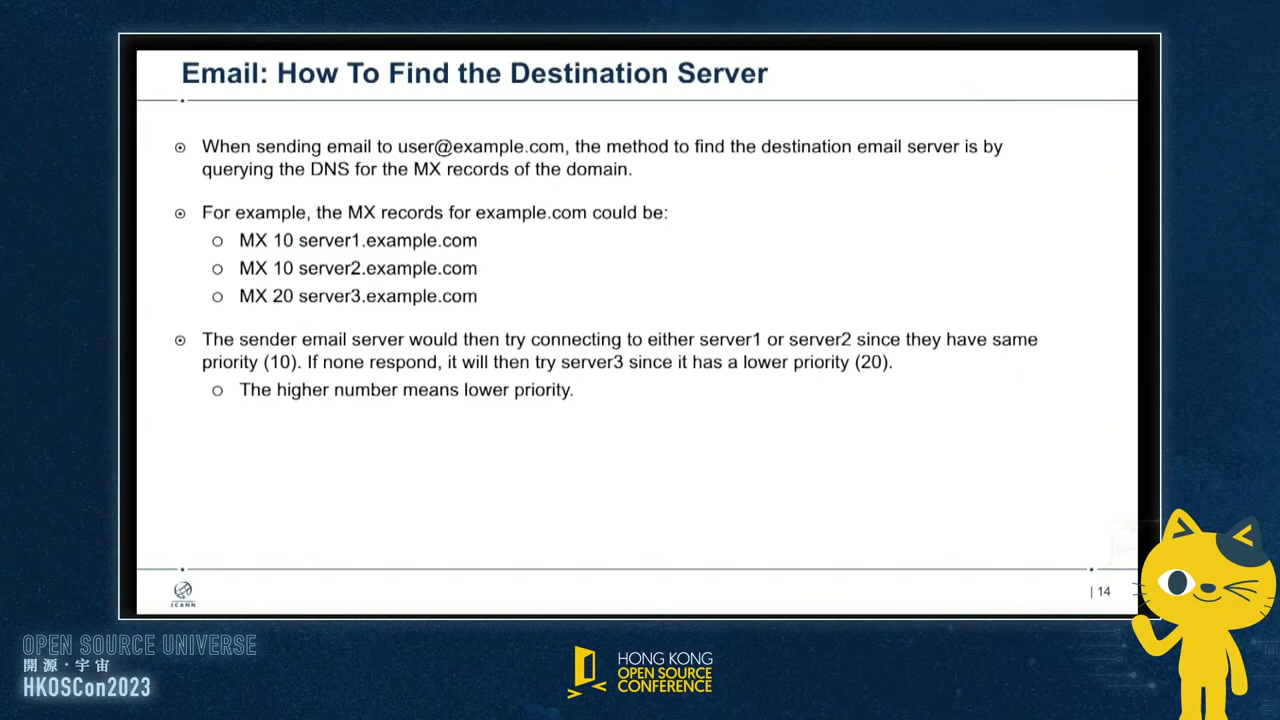 Email: How To Find the Destination Server
When sending email to user@example.com, the method to find the destination email server is by
querying the DNS for the MX records of the domain.
For example, the MX records for example.com could be:
MX 10 server1.example.com
MX 10 server2.example.com
MX 20 server3.example.com
The sender email server would then try connecting to either server1 or server2 since they have same
priority (10). If none respond, it will then try server3 since it has a lower priority (20).
The higher number means lower priority.
ICANN
| 14
OPEN SOURCE UNIVERSE
開源·宇宙
HKOSCon2023
HONG KONG
OPEN SOURCE
CONFERENCE